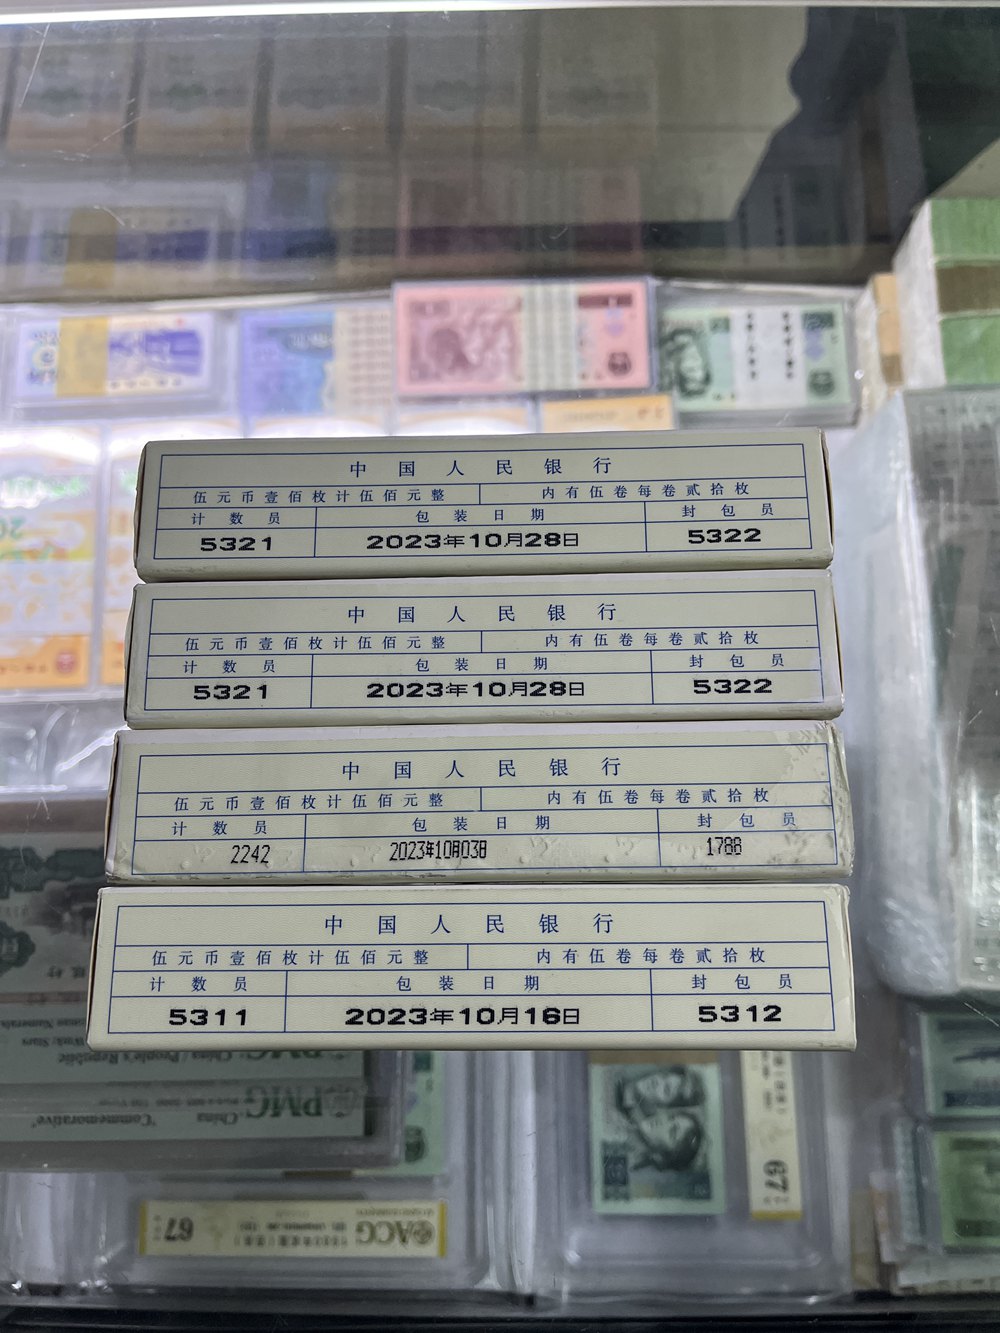 中国人民银行
伍元币壹佰枚计伍佰元整 内有伍卷每卷贰拾枚
计数员 包装日期 封包员
5321 2023年10月28日 5322
中国人民银行
伍元币壹佰枚计伍佰元整 内有伍卷每卷贰拾枚
计数员 包装日期 封包员
5321 2023年10月28日 5322
中国人民银行
伍元币壹佰枚计伍佰元整 内有伍卷每卷贰拾枚
计数员 包装日期 封包员
2242 2023年10月03日 1788
中国人民银行
伍元币壹佰枚计伍佰元整 内有伍卷每卷贰拾枚
计数员 包装日期 封包员
5311 2023年10月16日 5312
China / People's Republic
PMG
China
"Commemorative"
67
ACG
67